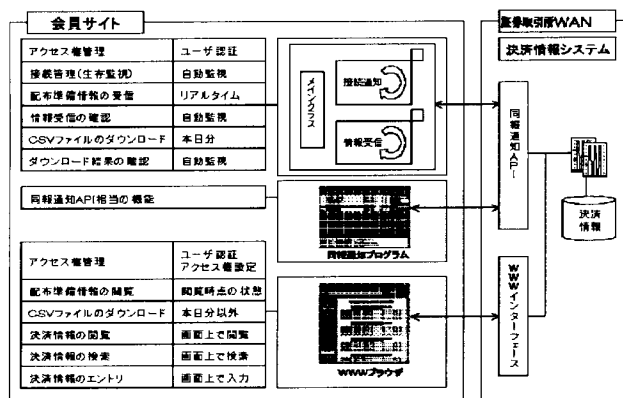 会員サイト
アクセス権管理 ユーザ認証
接続管理(生存監視) 自動監視
配布準備情報の受信 リアルタイム
情報受信の確認 自動監視
CSVファイルのダウンロード 本日分
ダウンロード結果の確認 自動監視
メインクラス
接続通知
情報受信
同報通知API相当の機能
同報通知プログラム
アクセス権管理 ユーザ認証
アクセス権設定
配布準備情報の閲覧 閲覧時点の状態
CSVファイルのダウンロード 本日分以外
決済情報の閲覧 画面上で閲覧
決済情報の検索 画面上で検索
決済情報のエントリ 画面上で入力
WWWブラウザ
証券取引所WAN
決済情報システム
同報通知API
WWWインターフェース
決済
情報